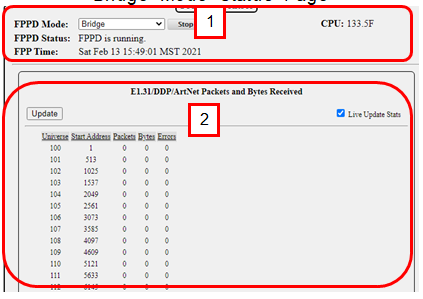 Bridge Mode Status Page
1
FPPD Mode: Bridge Stop CPU: 133.5F
FPPD Status: FPPD is running.
FPP Time: Sat Feb 13 15:49:01 MST 2021
E1.31/DDP/ArtNet Packets and Bytes Received
Update 2 Live Update Stats
Universe Start Address Packets Bytes Errors
100 1 0 0 0
101 513 0 0 0
102 1025 0 0 0
103 1537 0 0 0
104 2049 0 0 0
105 2561 0 0 0
106 3073 0 0 0
107 3585 0 0 0
108 4097 0 0 0
109 4609 0 0 0
110 5121 0 0 0
111 5633 0 0 0
112 6145 0 0 0